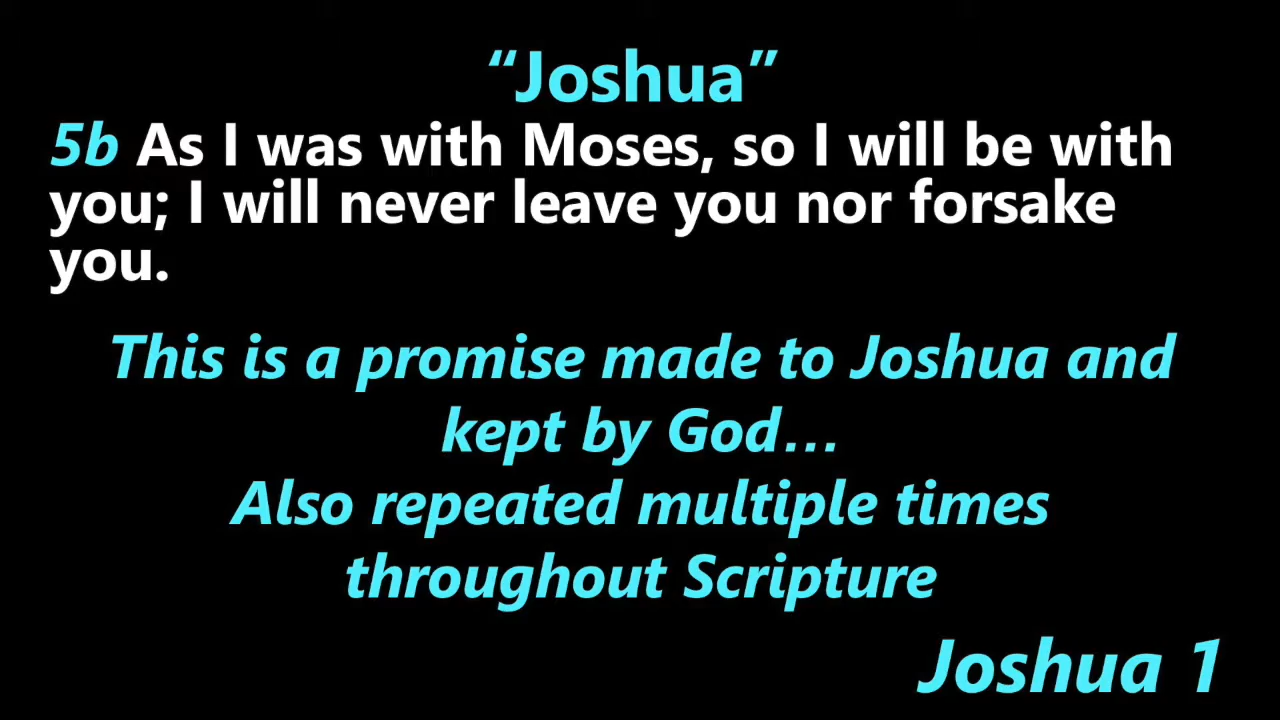 “Joshua”
5b As I was with Moses, so I will be with
you; I will never leave you nor forsake
you.
This is a promise made to Joshua and
kept by God…
Also repeated multiple times
throughout Scripture
Joshua 1